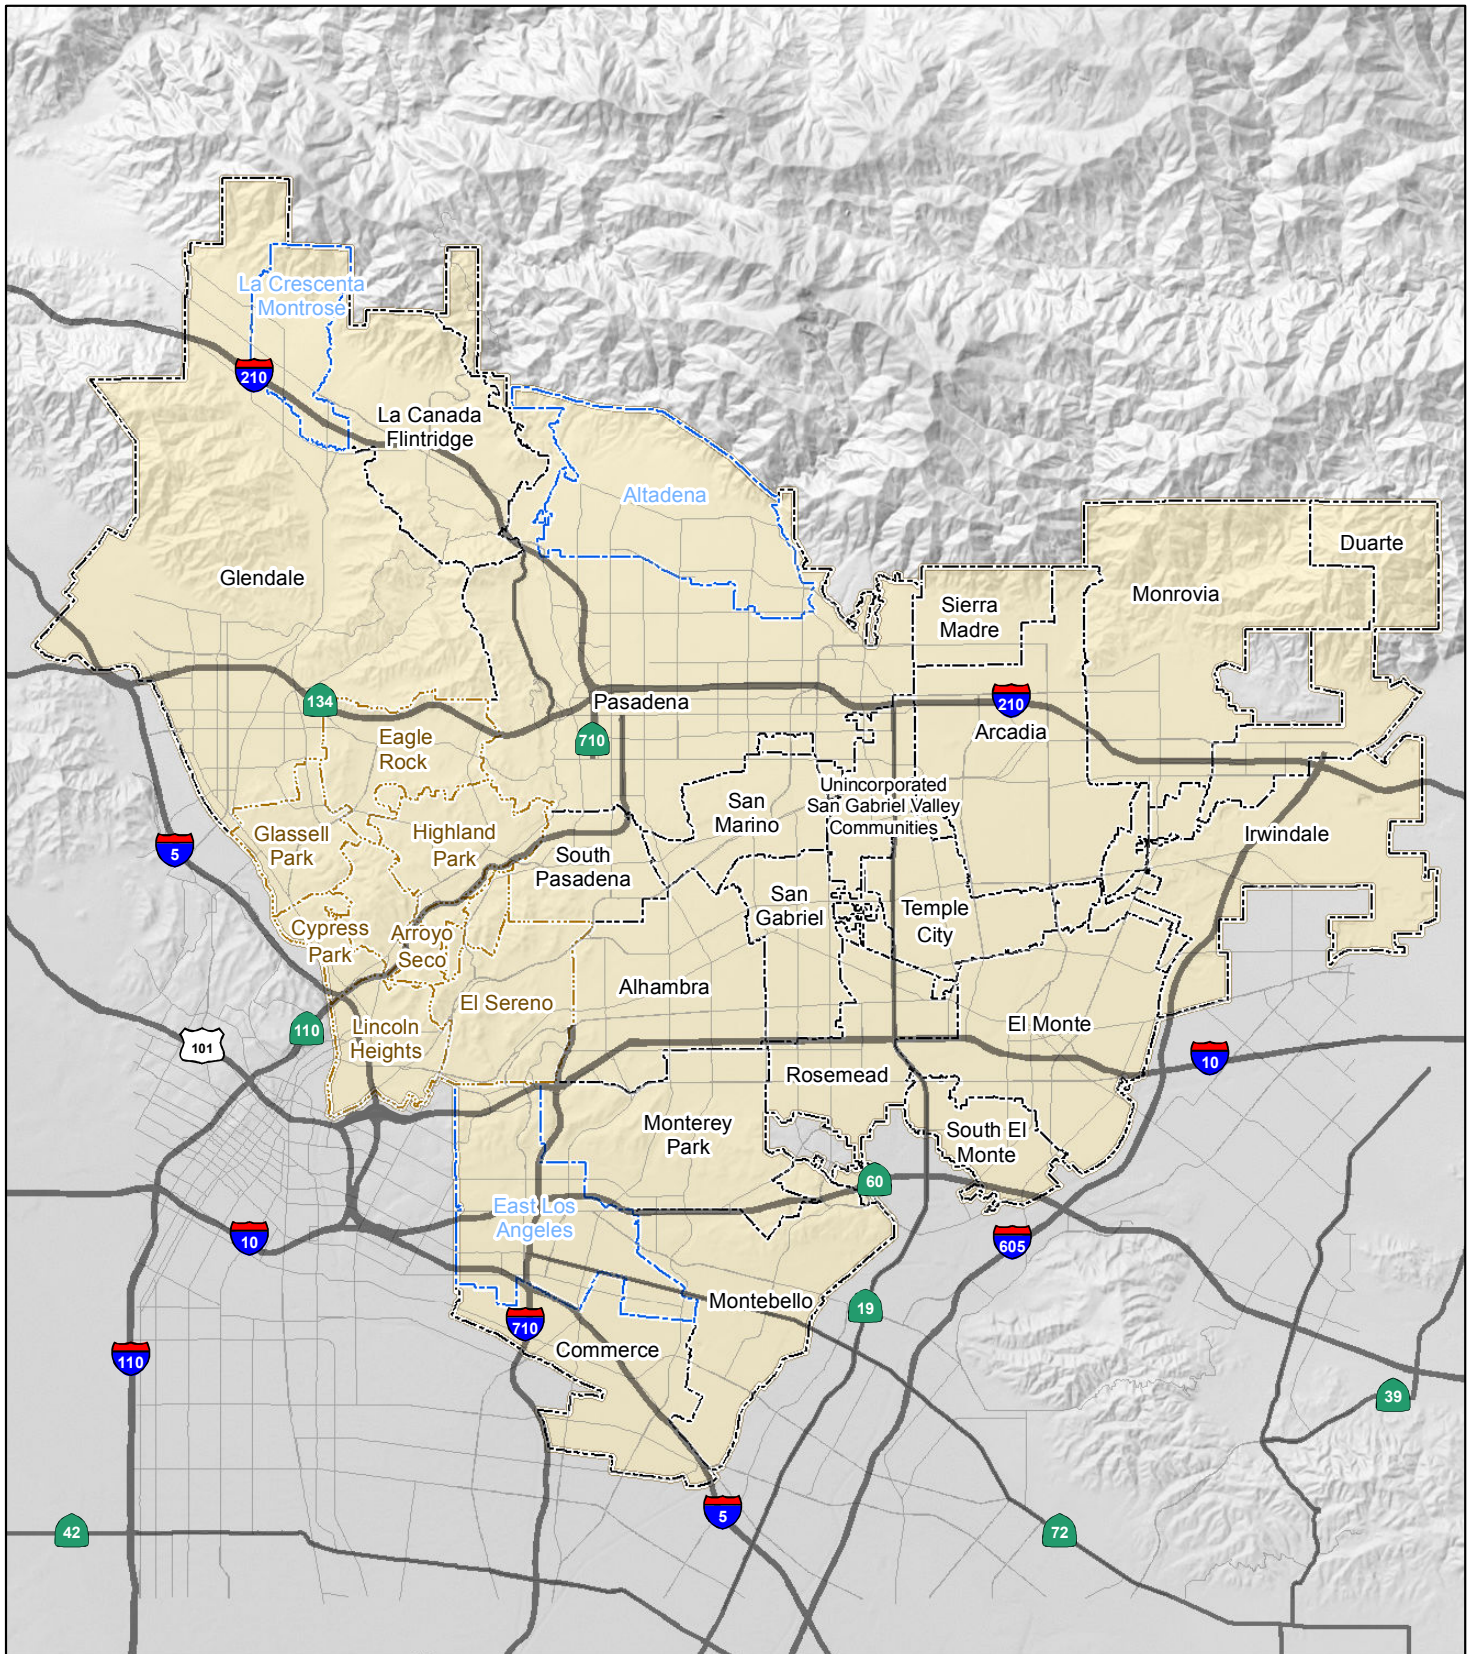 La Crescenta
Montrose
210
La Canada
Flintridge
Altadena
Duarte
Glendale
Monrovia
Sierra
Madre
134
Pasadena
210
Arcadia
710
Eagle
Rock
Unincorporated
San Gabriel Valley
Communities
San
Marino
Glassell
Park
Highland
Park
Irwindale
5
South
Pasadena
San
Gabriel
Temple
City
Cypress
Park
Arroyo
Seco
Alhambra
El Sereno
El Monte
110
Lincoln
Heights
101
10
Rosemead
Monterey
Park
South El
Monte
60
East Los
Angeles
10
605
Montebello
19
710
Commerce
110
39
5
42
72